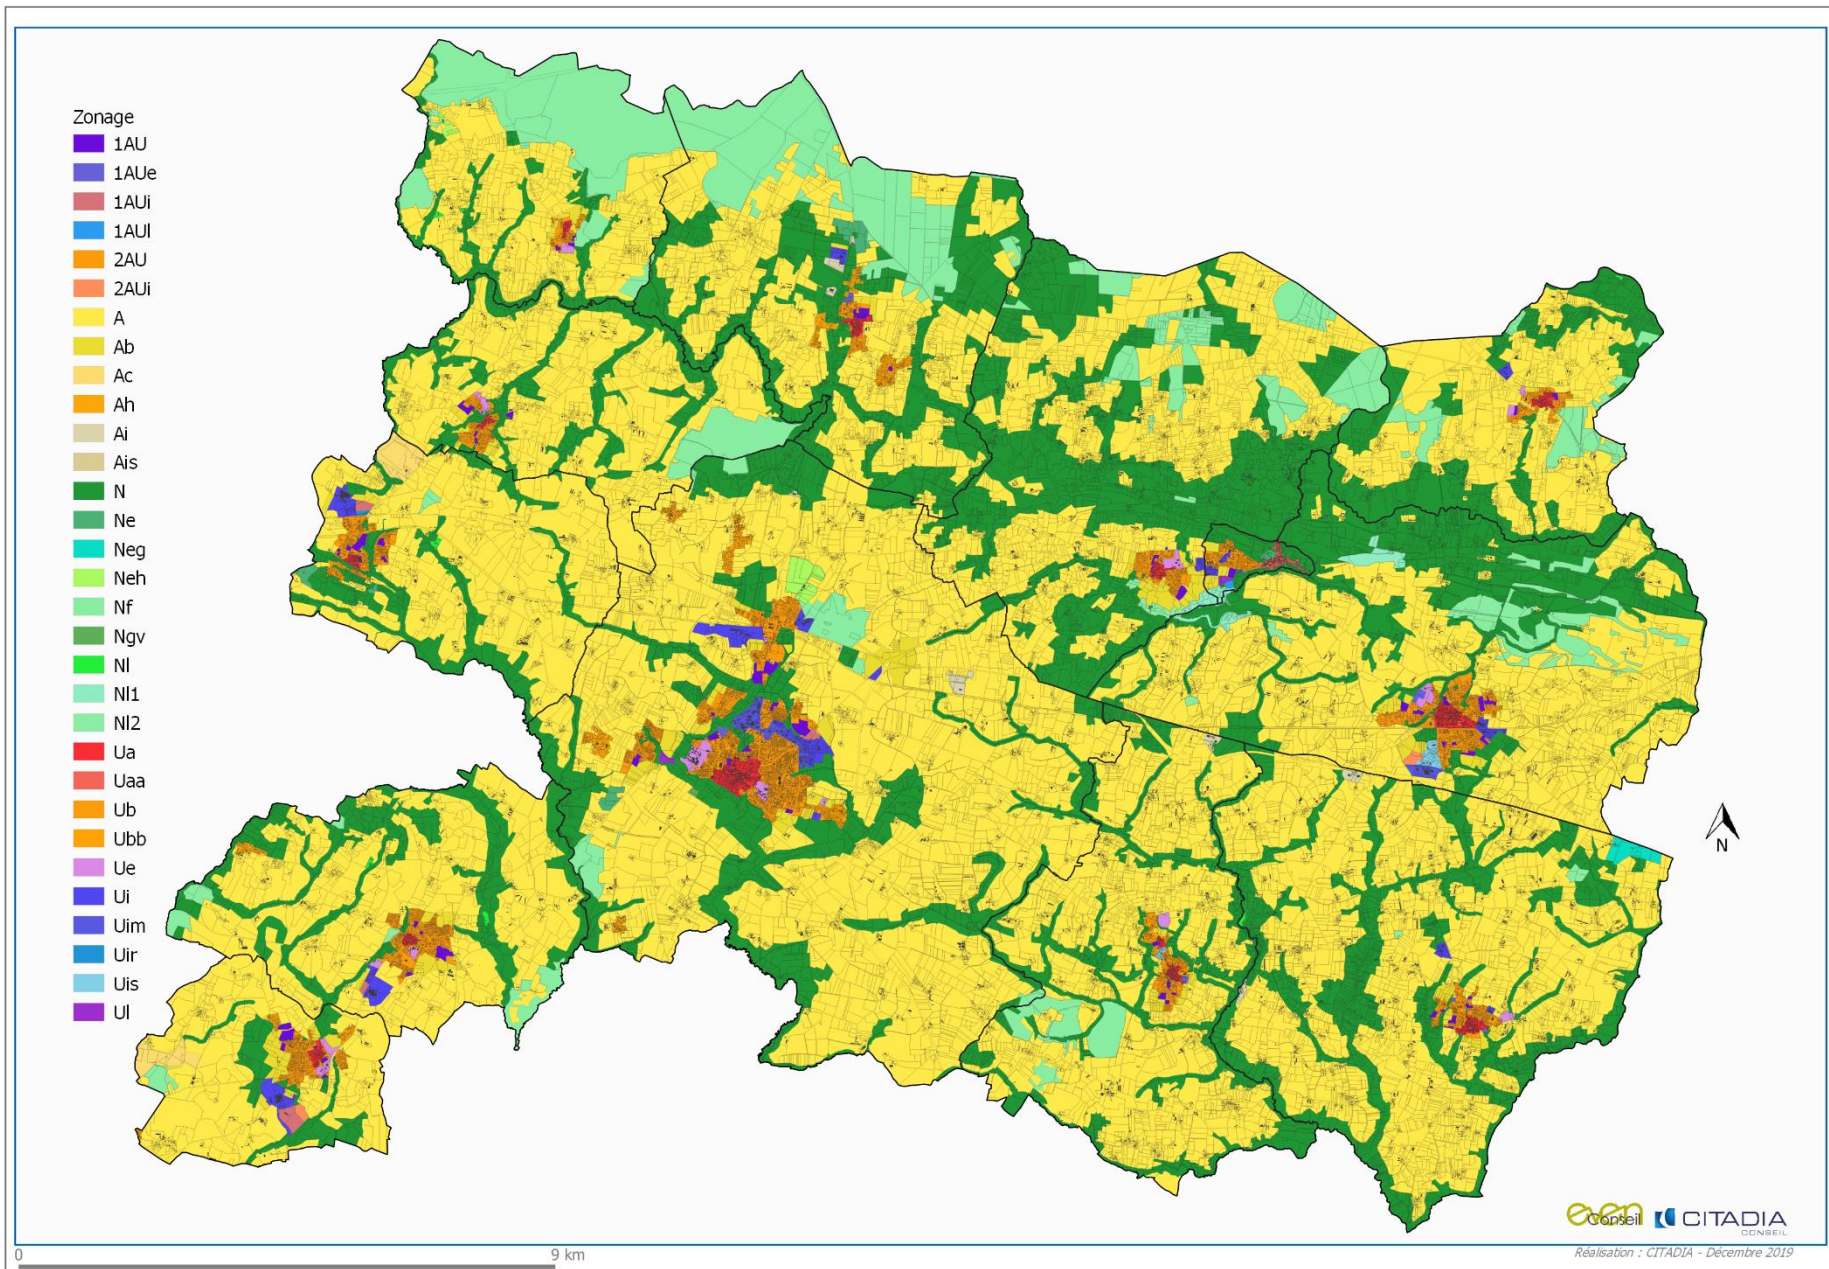 Zonage
1AU
1AUe
1AUi
1AUl
2AU
2AUi
A
Ab
Ac
Ah
Ai
Ais
N
Ne
Neg
Neh
Nf
Ngv
Nl
Nl1
Nl2
Ua
Uaa
Ub
Ubb
Ue
Ui
Uim
Uir
Uis
Ul
N
even
Conseil
CITADIA
CONSEIL
0 9 km
Réalisation : CITADIA - Décembre 2019